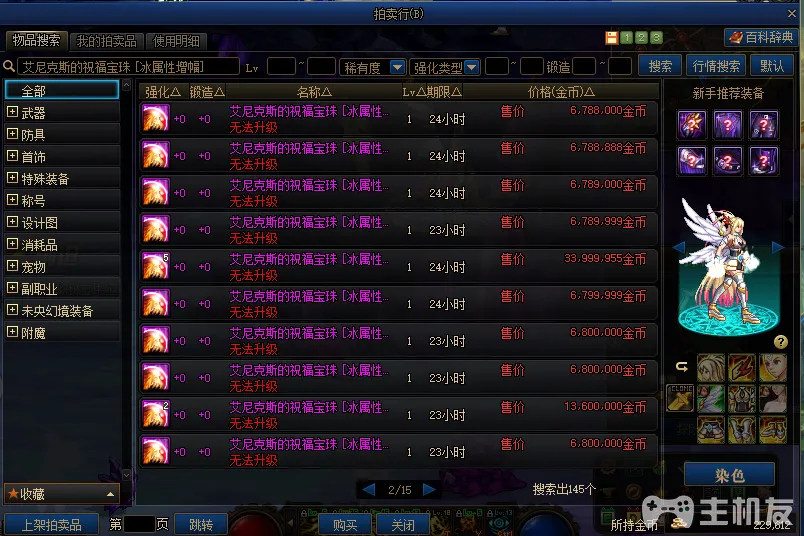 拍卖行(B)
物品搜索 我的拍卖品 使用明细 1 2 3 百科辞典
艾尼克斯的祝福宝珠 [冰属性增幅] Lv ~ 稀有度 强化类型 ~ 锻造 ~ 搜索 行情搜索 默认
全部
武器
防具
首饰
特殊装备
称号
设计图
消耗品
宠物
副职业
未央幻境装备
附魔
收藏
强化△ 锻造△ 名称△ Lv△期限△ 价格(金币)△
+0 +0 艾尼克斯的祝福宝珠 [冰属性... 1 24小时 售价 6,788,000金币
无法升级
+0 +0 艾尼克斯的祝福宝珠 [冰属性... 1 24小时 售价 6,788,888金币
无法升级
+0 +0 艾尼克斯的祝福宝珠 [冰属性... 1 24小时 售价 6,789,000金币
无法升级
+0 +0 艾尼克斯的祝福宝珠 [冰属性... 1 23小时 售价 6,789,999金币
无法升级
5 +0 +0 艾尼克斯的祝福宝珠 [冰属性... 1 24小时 售价 33,999,955金币
无法升级
+0 +0 艾尼克斯的祝福宝珠 [冰属性... 1 24小时 售价 6,799,999金币
无法升级
+0 +0 艾尼克斯的祝福宝珠 [冰属性... 1 23小时 售价 6,800,000金币
无法升级
+0 +0 艾尼克斯的祝福宝珠 [冰属性... 1 23小时 售价 6,800,000金币
无法升级
2 +0 +0 艾尼克斯的祝福宝珠 [冰属性... 1 23小时 售价 13,600,000金币
无法升级
+0 +0 艾尼克斯的祝福宝珠 [冰属性... 1 23小时 售价 6,800,000金币
无法升级
2/15 搜索出145个
新手推荐装备
? ? ?
? ? ?
?
CLONE
染色
上架拍卖品 第 页 跳转 购买 关闭 所持金币 229,812
主机友